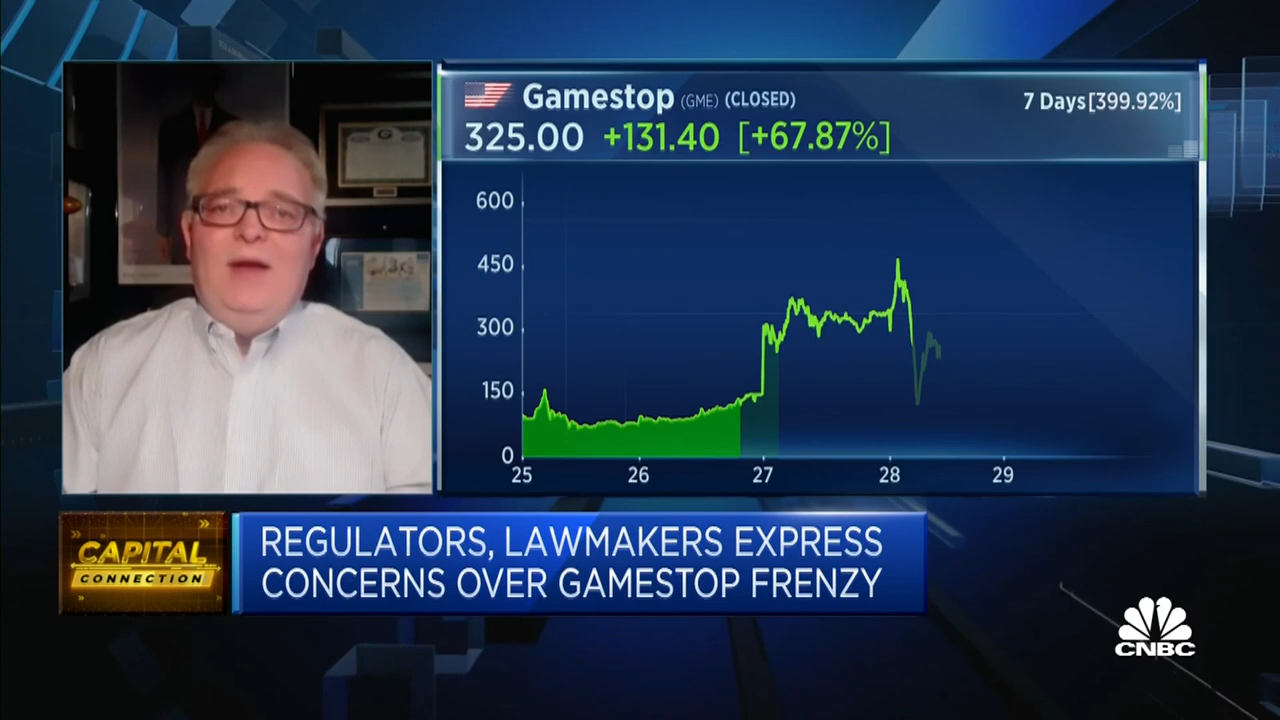 Gamestop (GME) (CLOSED)
7 Days[399.92%]
325.00 +131.40 [+67.87%]
600
450
300
150
0
25 26 27 28 29
CAPITAL
CONNECTION
REGULATORS, LAWMAKERS EXPRESS
CONCERNS OVER GAMESTOP FRENZY
CNBC